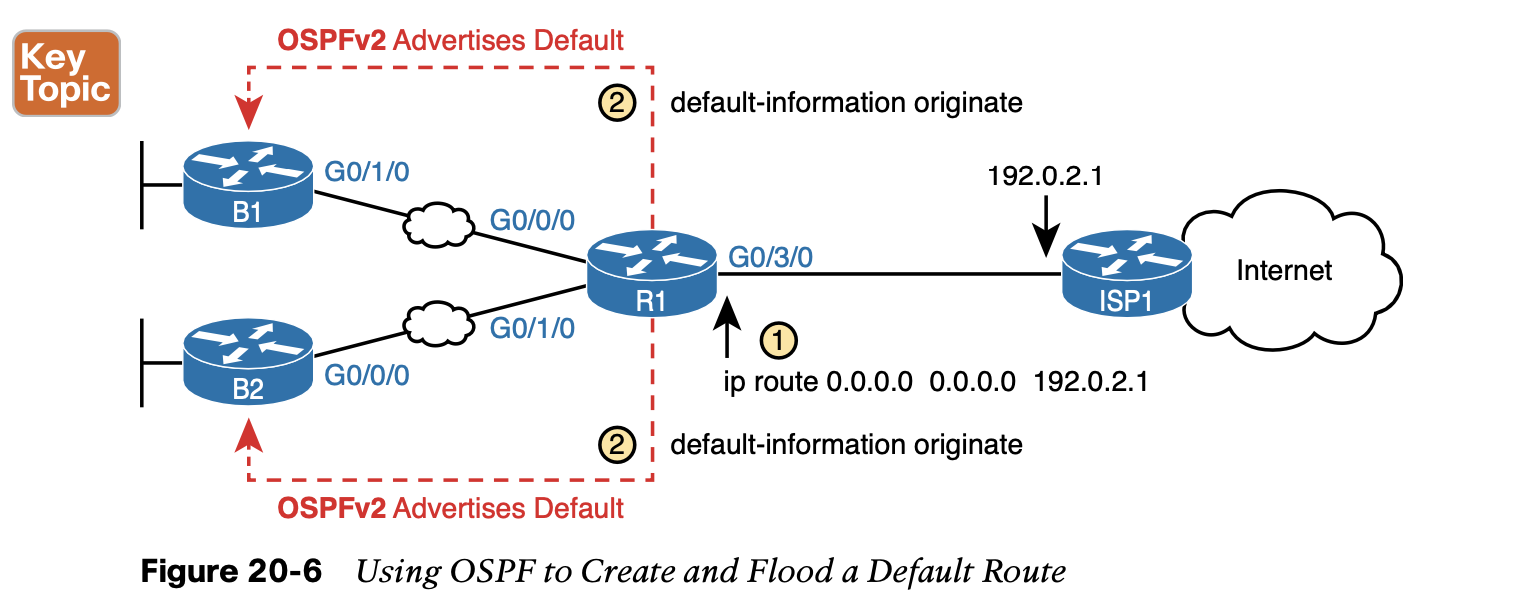 Key
Topic
OSPFv2 Advertises Default
2 default-information originate
G0/1/0
B1
G0/0/0
192.0.2.1
G0/3/0
R1
ISP1
Internet
G0/1/0
G0/0/0
B2
1
ip route 0.0.0.0 0.0.0.0 192.0.2.1
2 default-information originate
OSPFv2 Advertises Default
Figure 20-6 Using OSPF to Create and Flood a Default Route